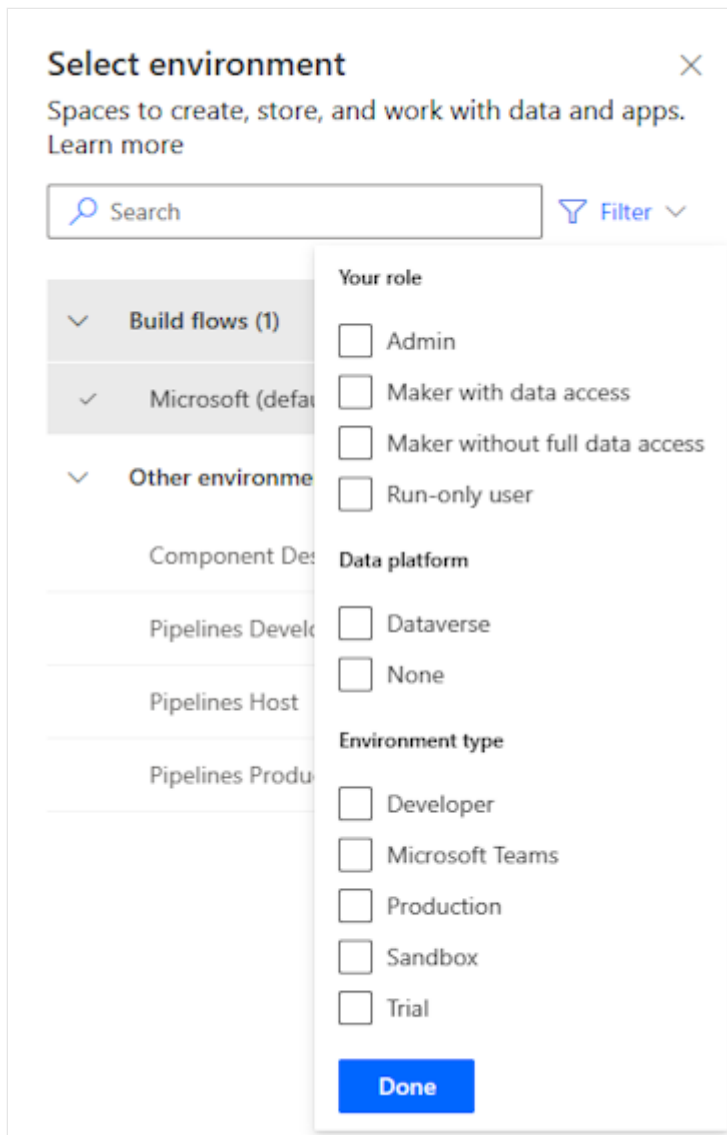 Select environment
Spaces to create, store, and work with data and apps.
Learn more
Search
Filter
Build flows (1)
Microsoft (defau
Other environme
Component Des
Pipelines Develo
Pipelines Host
Pipelines Produ
Your role
Admin
Maker with data access
Maker without full data access
Run-only user
Data platform
Dataverse
None
Environment type
Developer
Microsoft Teams
Production
Sandbox
Trial
Done